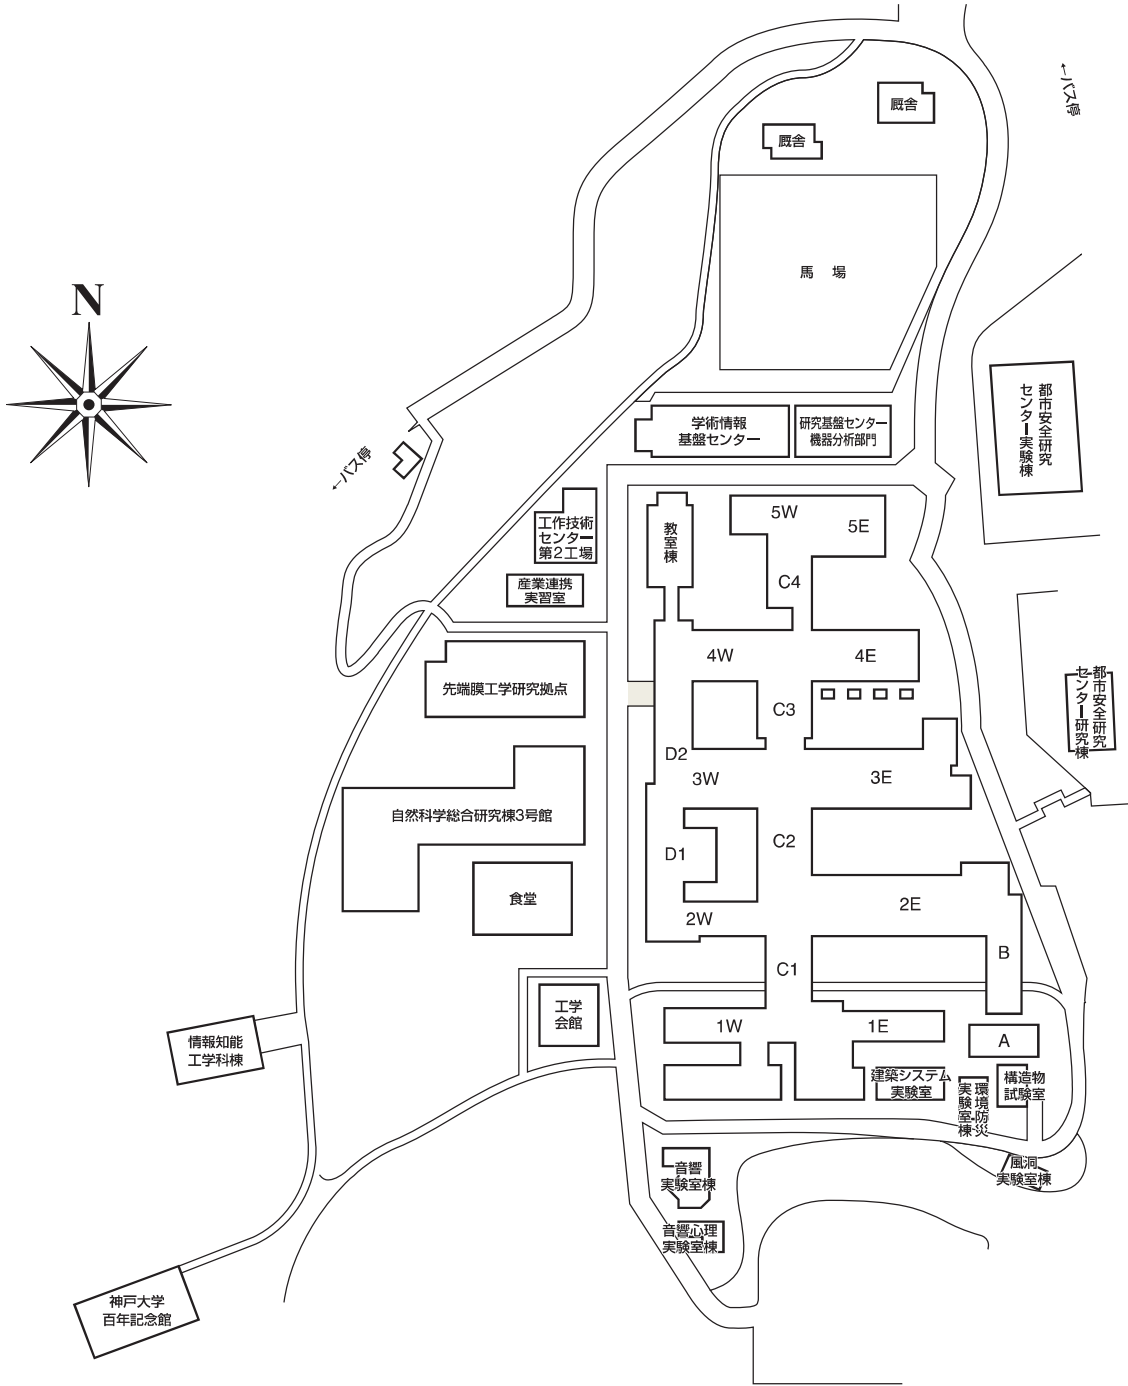 ←バス停
厩舎
厩舎
馬 場
N
学術情報
基盤センター
研究基盤センター
機器分析部門
都市安全研究
センター実験棟
←バス停
工作技術
センター
第2工場
教室棟
5W
5E
産業連携
実習室
C4
4W
4E
先端膜工学研究拠点
都市安全研究
センター研究棟
C3
D2
3W
3E
自然科学総合研究棟3号館
C2
D1
食堂
2W
2E
B
C1
工学
会館
1W
1E
A
情報知能
工学科棟
建築システム
実験室
環境防災
実験室棟
構造物
試験室
音響
実験室棟
風洞
実験室棟
音響心理
実験室棟
神戸大学
百年記念館